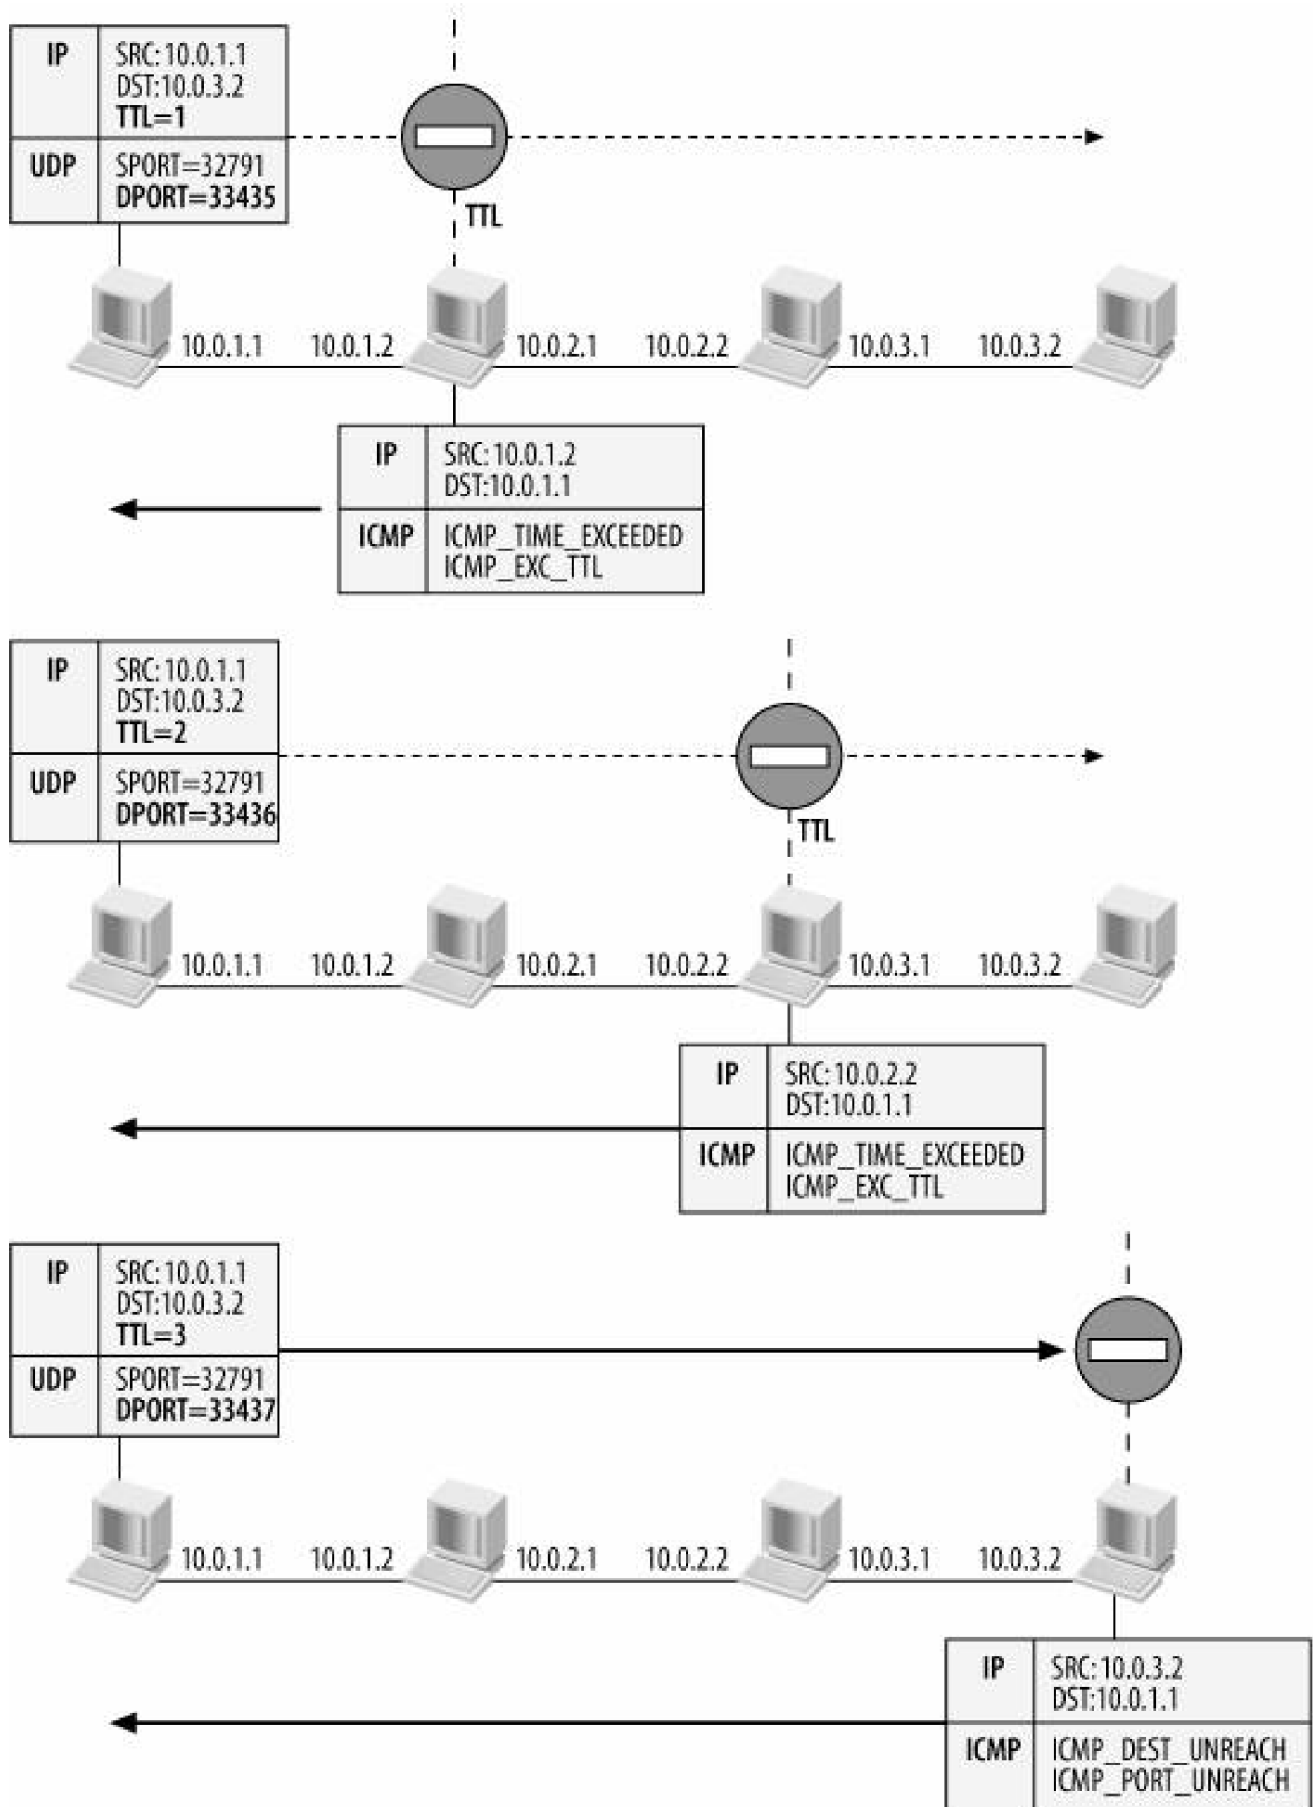 IP SRC: 10.0.1.1
DST:10.0.3.2
TTL=1
UDP SPORT=32791
DPORT=33435
TTL
10.0.1.1 10.0.1.2 10.0.2.1 10.0.2.2 10.0.3.1 10.0.3.2
IP SRC: 10.0.1.2
DST:10.0.1.1
ICMP ICMP_TIME_EXCEEDED
ICMP_EXC_TTL
IP SRC: 10.0.1.1
DST:10.0.3.2
TTL=2
UDP SPORT=32791
DPORT=33436
TTL
10.0.1.1 10.0.1.2 10.0.2.1 10.0.2.2 10.0.3.1 10.0.3.2
IP SRC: 10.0.2.2
DST:10.0.1.1
ICMP ICMP_TIME_EXCEEDED
ICMP_EXC_TTL
IP SRC: 10.0.1.1
DST:10.0.3.2
TTL=3
UDP SPORT=32791
DPORT=33437
10.0.1.1 10.0.1.2 10.0.2.1 10.0.2.2 10.0.3.1 10.0.3.2
IP SRC: 10.0.3.2
DST:10.0.1.1
ICMP ICMP_DEST_UNREACH
ICMP_PORT_UNREACH